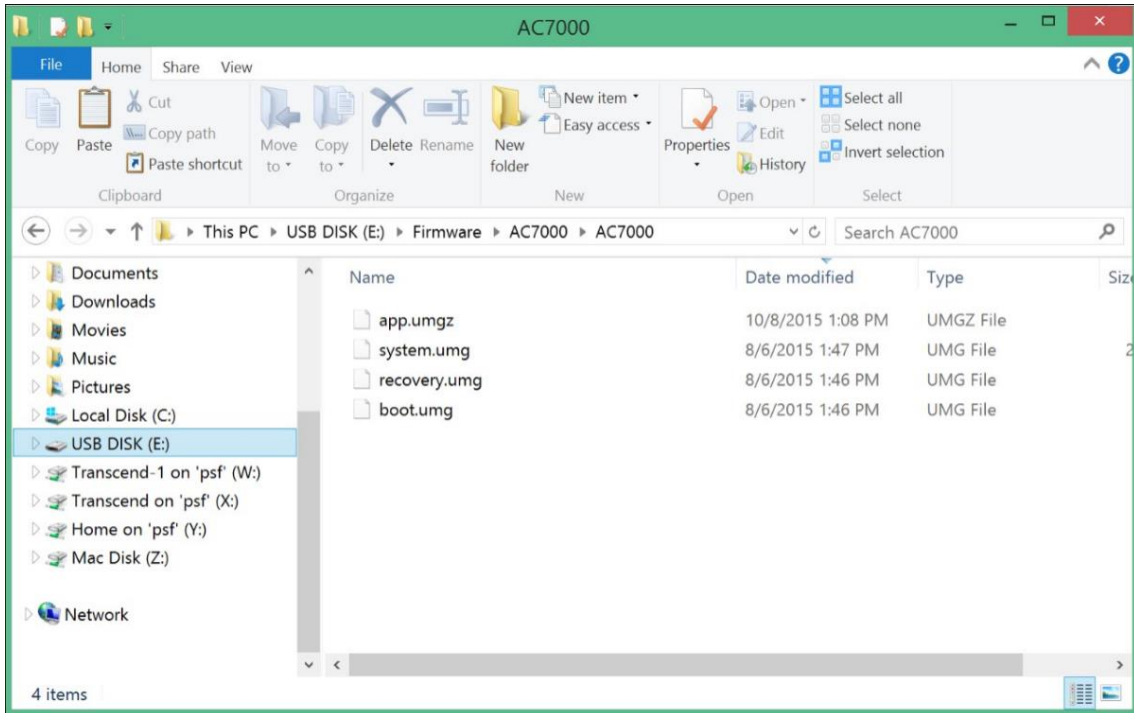 AC7000
File Home Share View
Copy
Paste
Cut
Copy path
Paste shortcut
Move to
Copy to
Delete
Rename
New folder
New item
Easy access
Properties
Open
Edit
History
Select all
Select none
Invert selection
Clipboard Organize New Open Select
This PC USB DISK (E:) Firmware AC7000 AC7000
Search AC7000
Documents
Downloads
Movies
Music
Pictures
Local Disk (C:)
USB DISK (E:)
Transcend-1 on 'psf' (W:)
Transcend on 'psf' (X:)
Home on 'psf' (Y:)
Mac Disk (Z:)
Network
Name Date modified Type Size
app.umgz 10/8/2015 1:08 PM UMGZ File
system.umg 8/6/2015 1:47 PM UMG File 2
recovery.umg 8/6/2015 1:46 PM UMG File
boot.umg 8/6/2015 1:46 PM UMG File
4 items